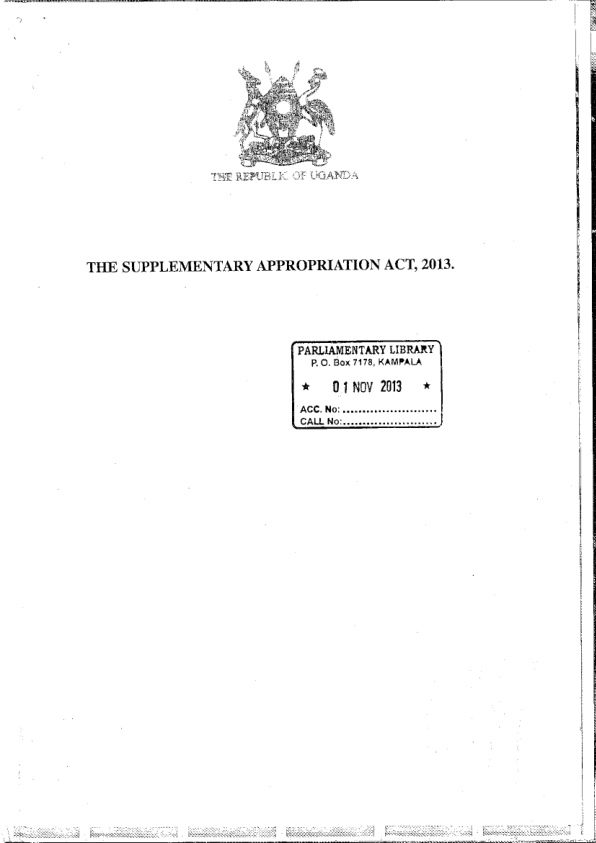 THE REPUBLIC OF UGANDA
THE SUPPLEMENTARY APPROPRIATION ACT, 2013.
PARLIAMENTARY LIBRARY
P. O. Box 7178, KAMPALA
★ 01 NOV 2013 ★
ACC. No: ........................
CALL No:........................